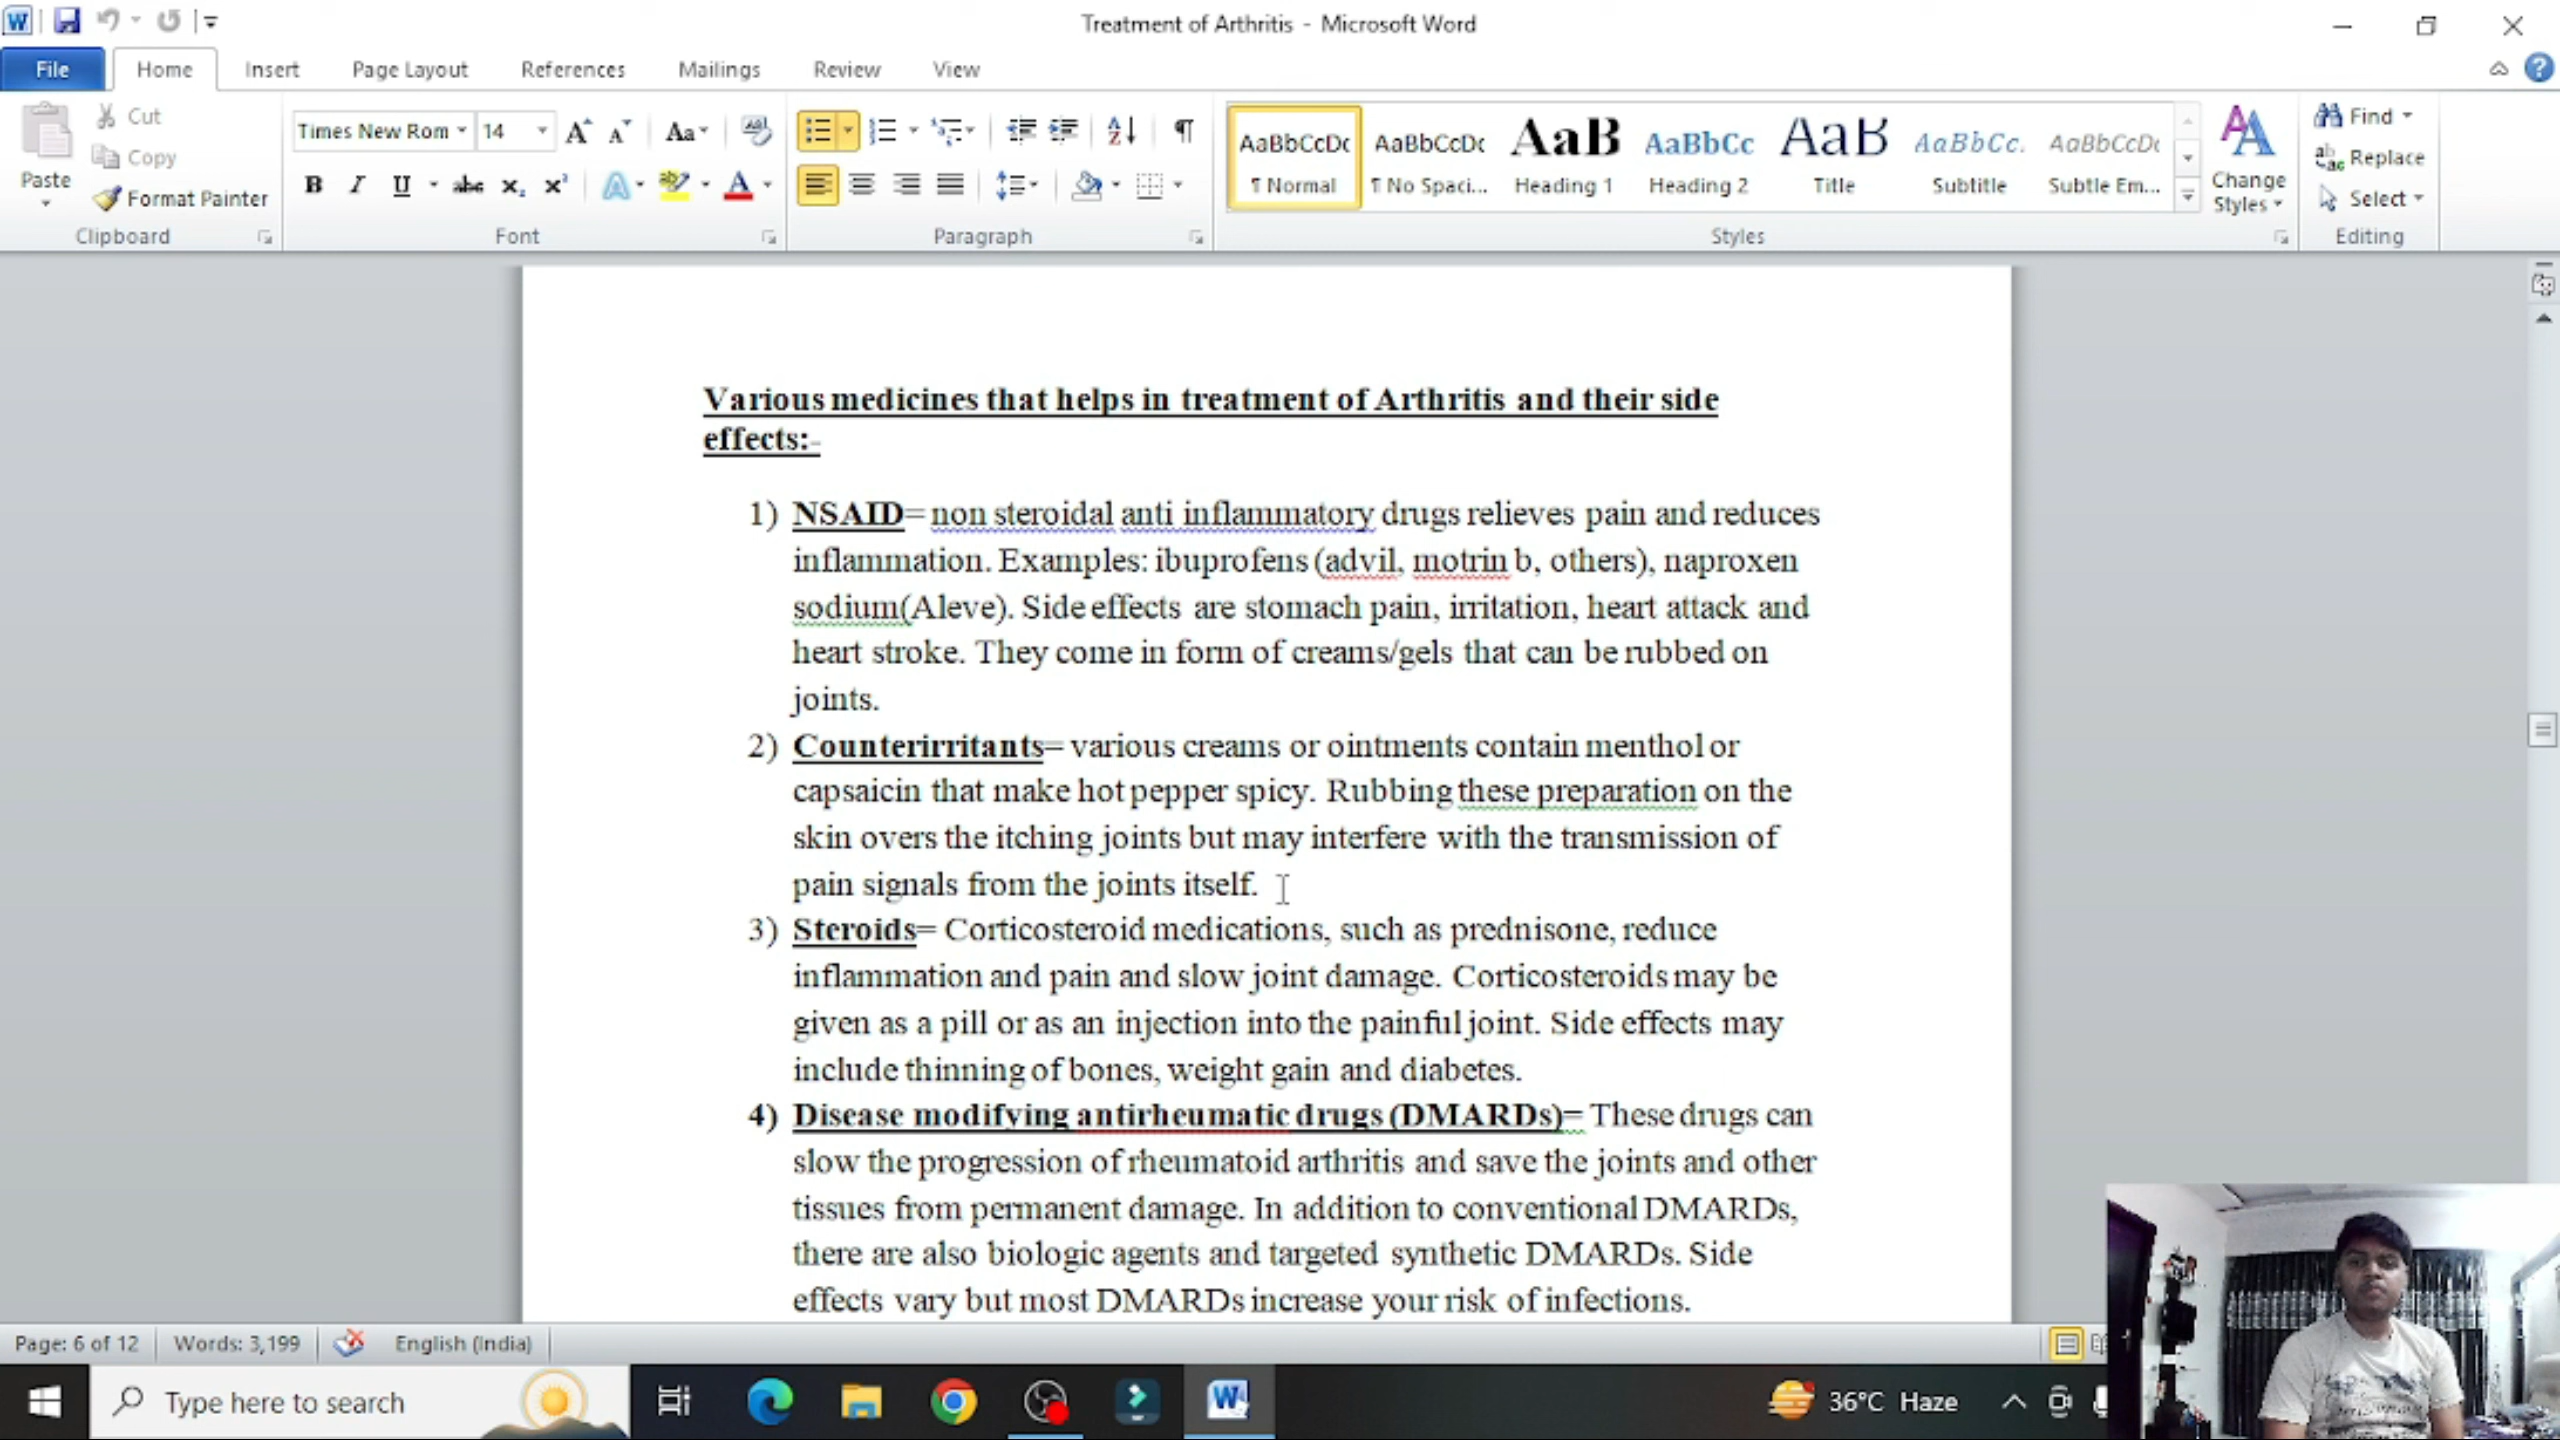 Treatment of Arthritis - Microsoft Word
File Home Insert Page Layout References Mailings Review View
Cut
Copy
Paste
Format Painter
Clipboard
Times New Rom 14
Font
Paragraph
AaBbCcDc AaBbCcDc AaB AaBbCc AaB AaBbCc. AaBbCcDc
¶ Normal ¶ No Spaci... Heading 1 Heading 2 Title Subtitle Subtle Em...
Change Styles
Styles
Find
Replace
Select
Editing
Various medicines that helps in treatment of Arthritis and their side
effects:-
1) NSAID= non steroidal anti inflammatory drugs relieves pain and reduces
inflammation. Examples: ibuprofens (advil, motrin b, others), naproxen
sodium(Aleve). Side effects are stomach pain, irritation, heart attack and
heart stroke. They come in form of creams/gels that can be rubbed on
joints.
2) Counterirritants= various creams or ointments contain menthol or
capsaicin that make hot pepper spicy. Rubbing these preparation on the
skin overs the itching joints but may interfere with the transmission of
pain signals from the joints itself.
3) Steroids= Corticosteroid medications, such as prednisone, reduce
inflammation and pain and slow joint damage. Corticosteroids may be
given as a pill or as an injection into the painful joint. Side effects may
include thinning of bones, weight gain and diabetes.
4) Disease modifying antirheumatic drugs (DMARDs)= These drugs can
slow the progression of rheumatoid arthritis and save the joints and other
tissues from permanent damage. In addition to conventional DMARDs,
there are also biologic agents and targeted synthetic DMARDs. Side
effects vary but most DMARDs increase your risk of infections.
Page: 6 of 12 Words: 3,199 English (India)
Type here to search
36°C Haze